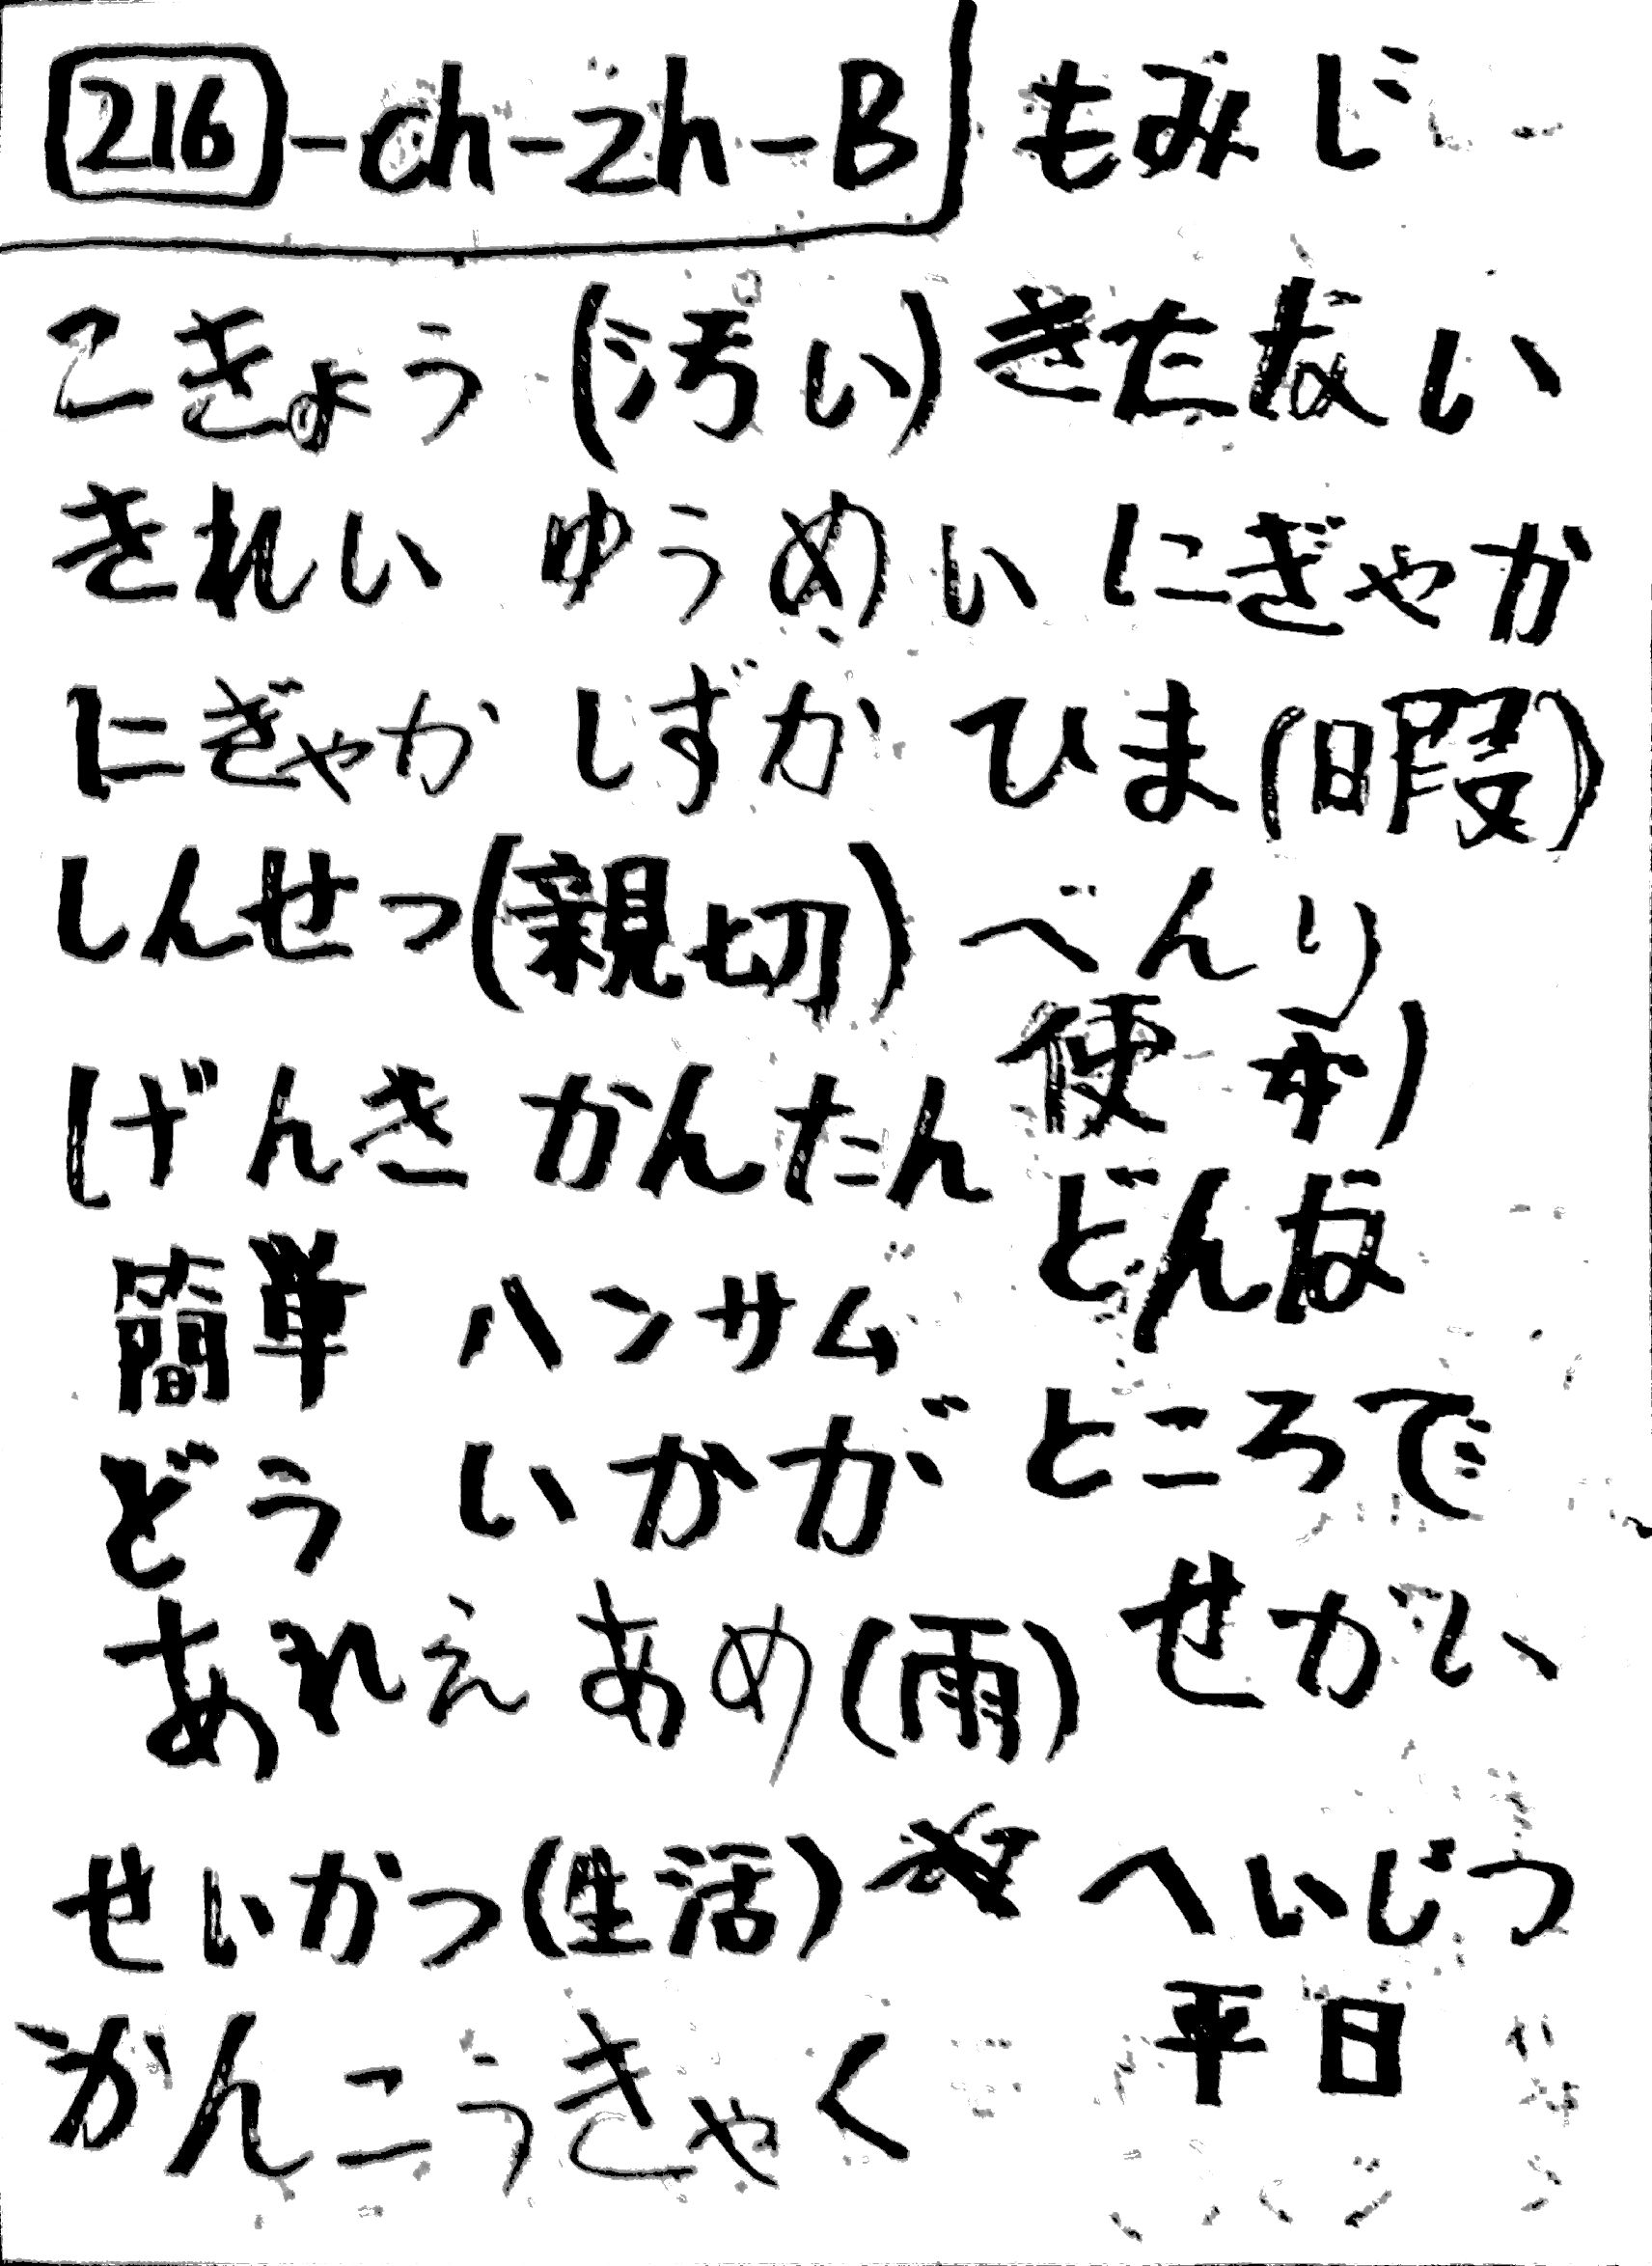 216-ch-zh-B もみじ
こきょう (汚い) きたない
きれい ゆうめい にぎゃか
にぎゃか しずか ひま(暇)
しんせつ(親切) べんり
便利
げんき かんたん
どんな
簡単 ハンサム
ところで
どう いかが
せかい
あれえ あめ(雨)
せいかつ(生活) へいじつ
平日
かんこうきゃく